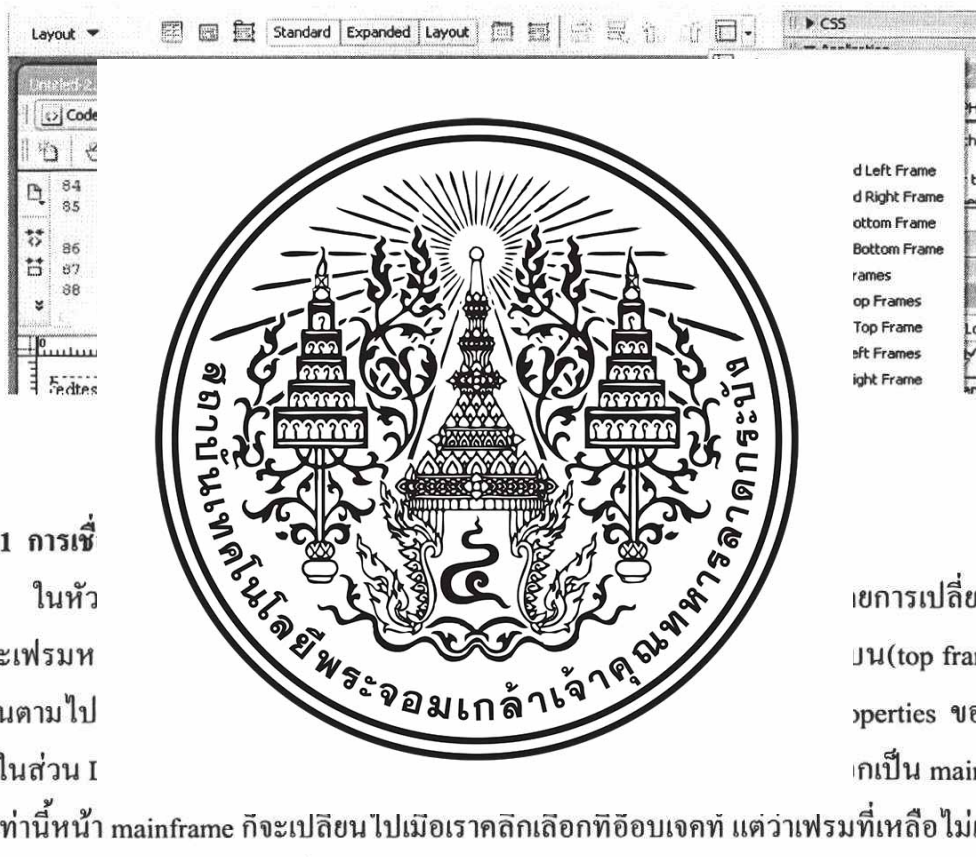 Layout
Standard Expanded Layout
CSS
Code
84
85
86
87
88
d Left Frame
d Right Frame
ottom Frame
Bottom Frame
rames
op Frames
Top Frame
eft Frames
ight Frame
สถาบันเทคโนโลยีพระจอมเกล้าเจ้าคุณทหารลาดกระบัง
๔
1 การเชื่
ในหัว
ยการเปลี่ย
ะเฟรมห
บน(top fra
นตามไป
operties ขอ
ในส่วน
กเป็น main
ท่านี้หน้า mainframe ก็จะเปลี่ยนไปเมื่อเราคลิกเลือกที่อ็อบเจคท์ แต่ว่าเฟรมที่เหลือไม่